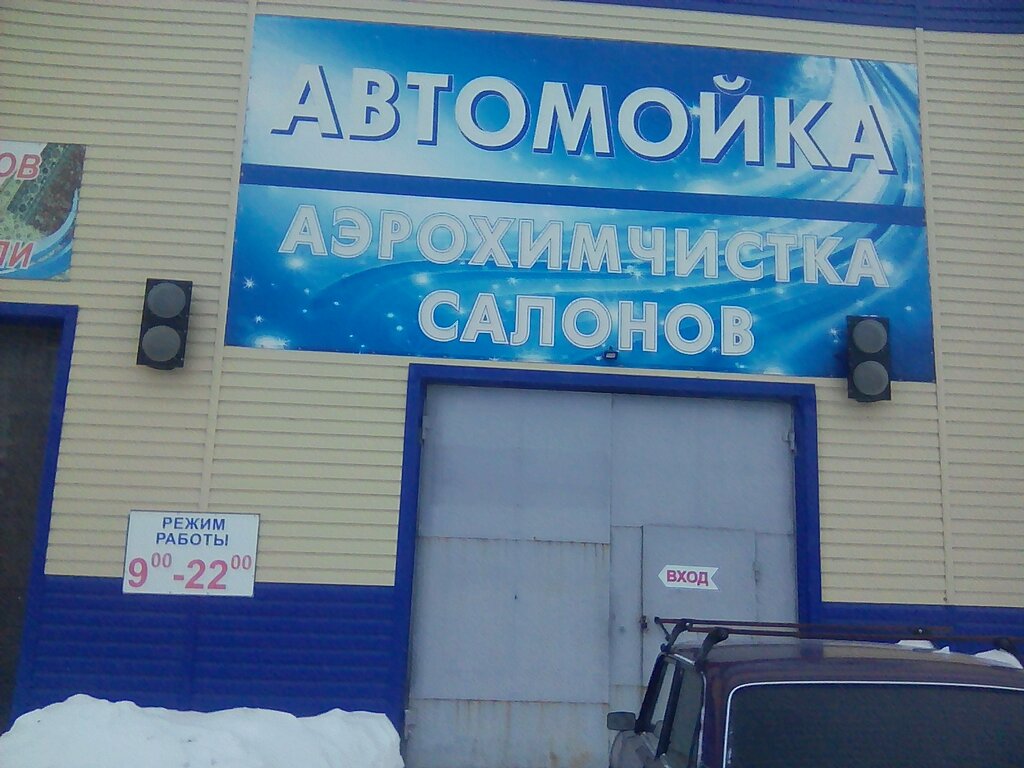 АВТОМОЙКА
АЭРОХИМЧИСТКА
САЛОНОВ
РЕЖИМ
РАБОТЫ
9⁰⁰-22⁰⁰
ВХОД